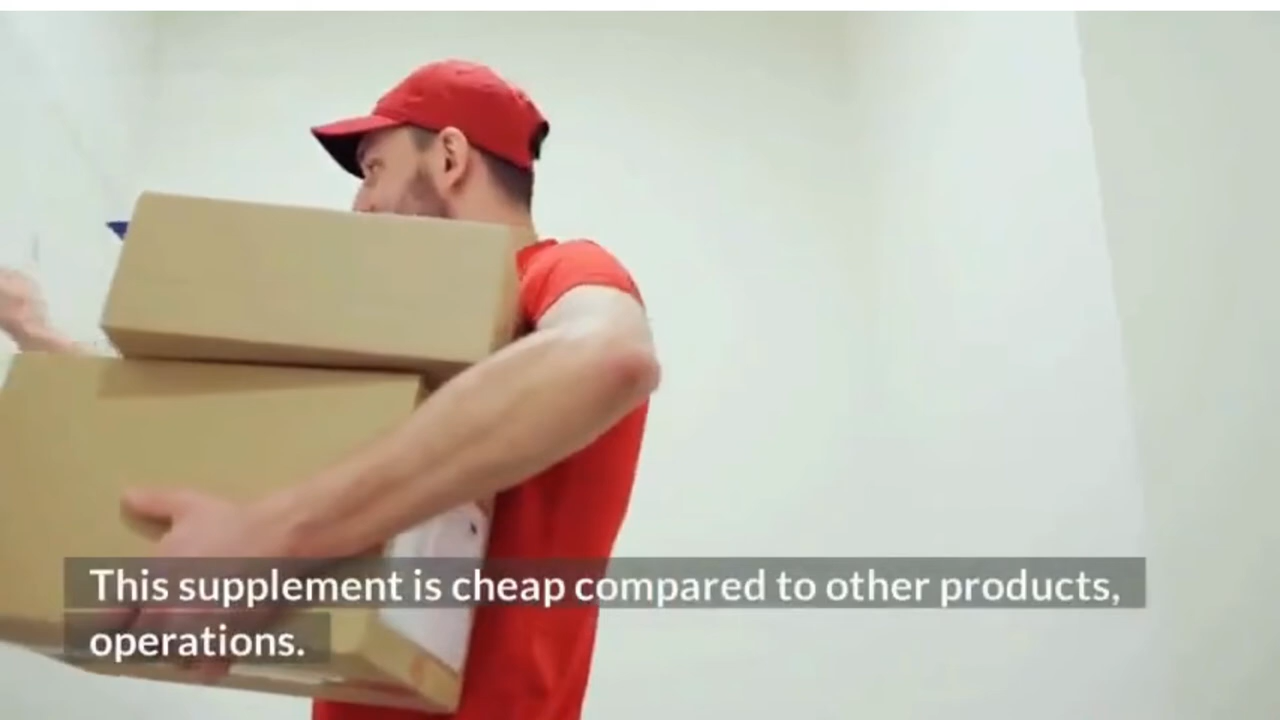 This supplement is cheap compared to other products,
operations.